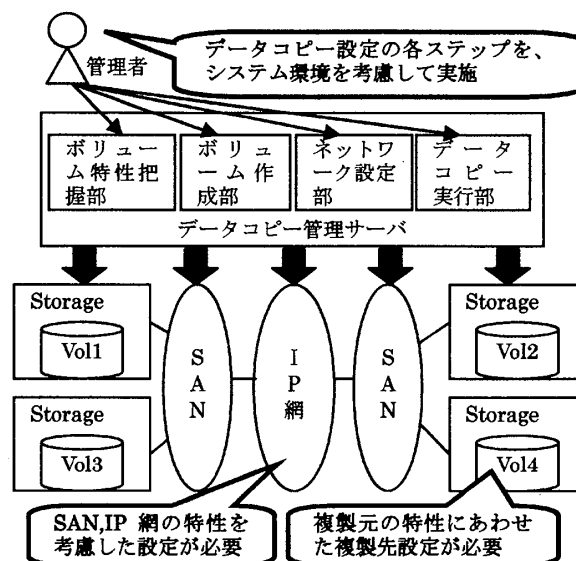 データコピー設定の各ステップを、
システム環境を考慮して実施
管理者
ボリュー
ム特性把
握部
ボリュ
ーム作
成部
ネットワ
ーク設定
部
データ
コピー
実行部
データコピー管理サーバ
Storage
Vol1
Storage
Vol3
SAN
IP網
SAN
Storage
Vol2
Storage
Vol4
SAN,IP 網の特性を
考慮した設定が必要
複製元の特性にあわせ
た複製先設定が必要